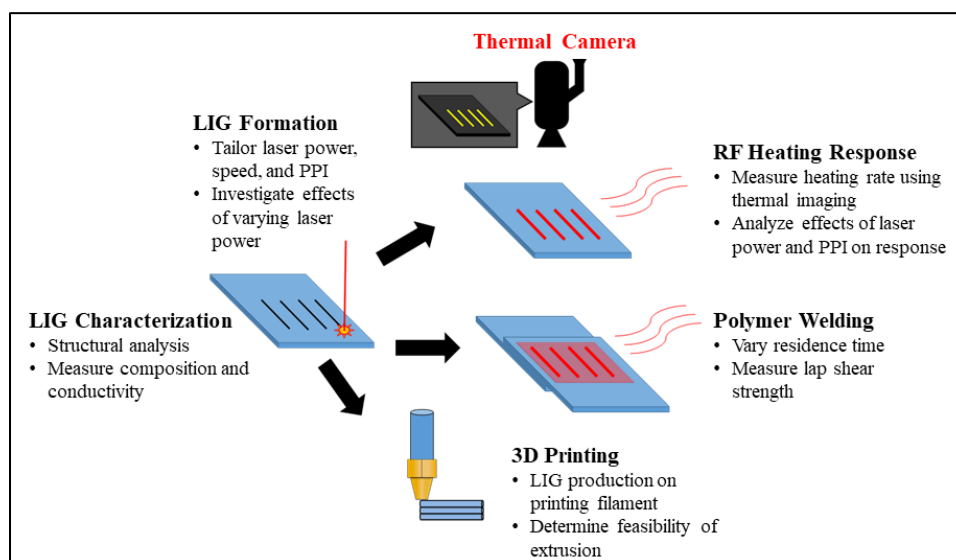 Thermal Camera
LIG Formation
• Tailor laser power,
speed, and PPI
• Investigate effects
of varying laser
power
RF Heating Response
• Measure heating rate using
thermal imaging
• Analyze effects of laser
power and PPI on response
LIG Characterization
• Structural analysis
• Measure composition and
conductivity
Polymer Welding
• Vary residence time
• Measure lap shear
strength
3D Printing
• LIG production on
printing filament
• Determine feasibility of
extrusion